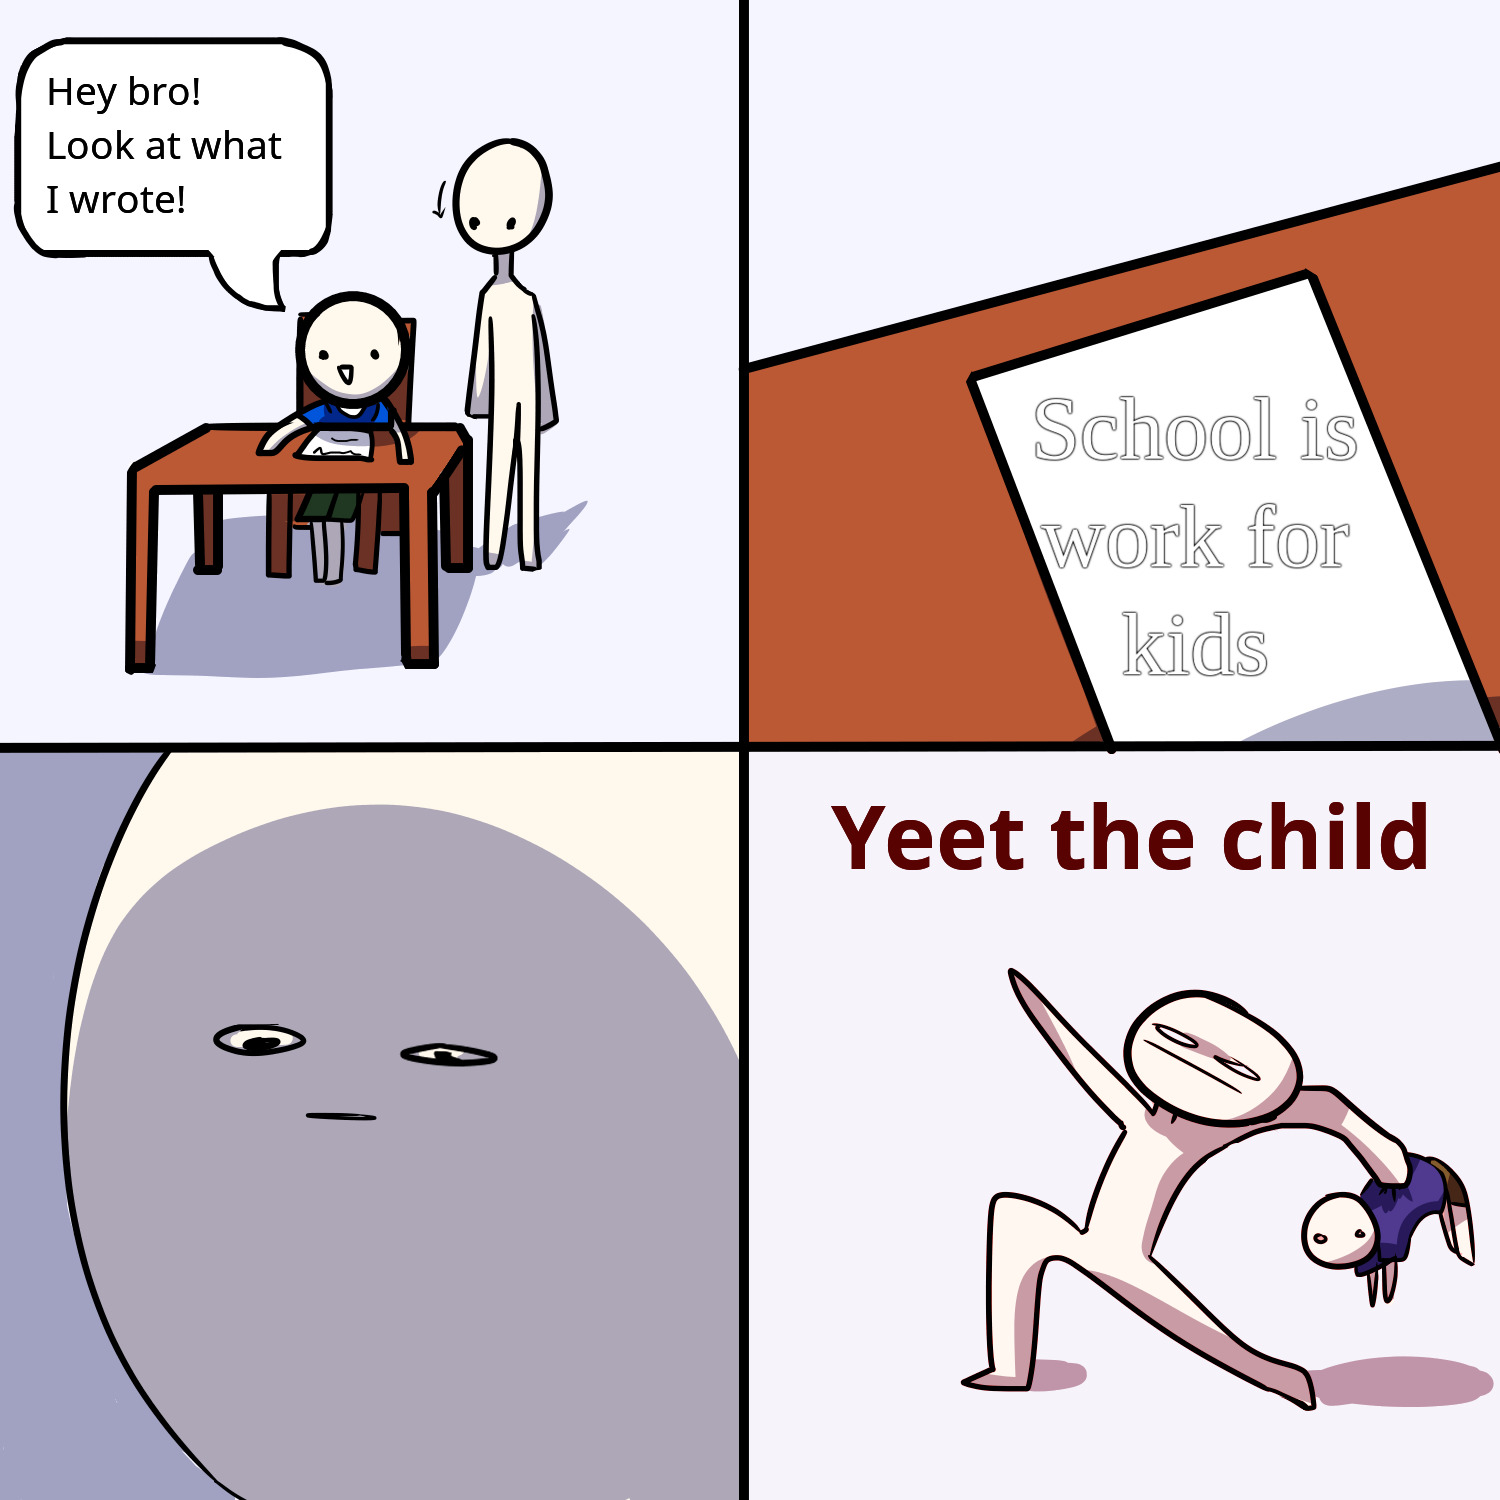 Hey bro!
Look at what
I wrote!
School is
work for
kids
Yeet the child